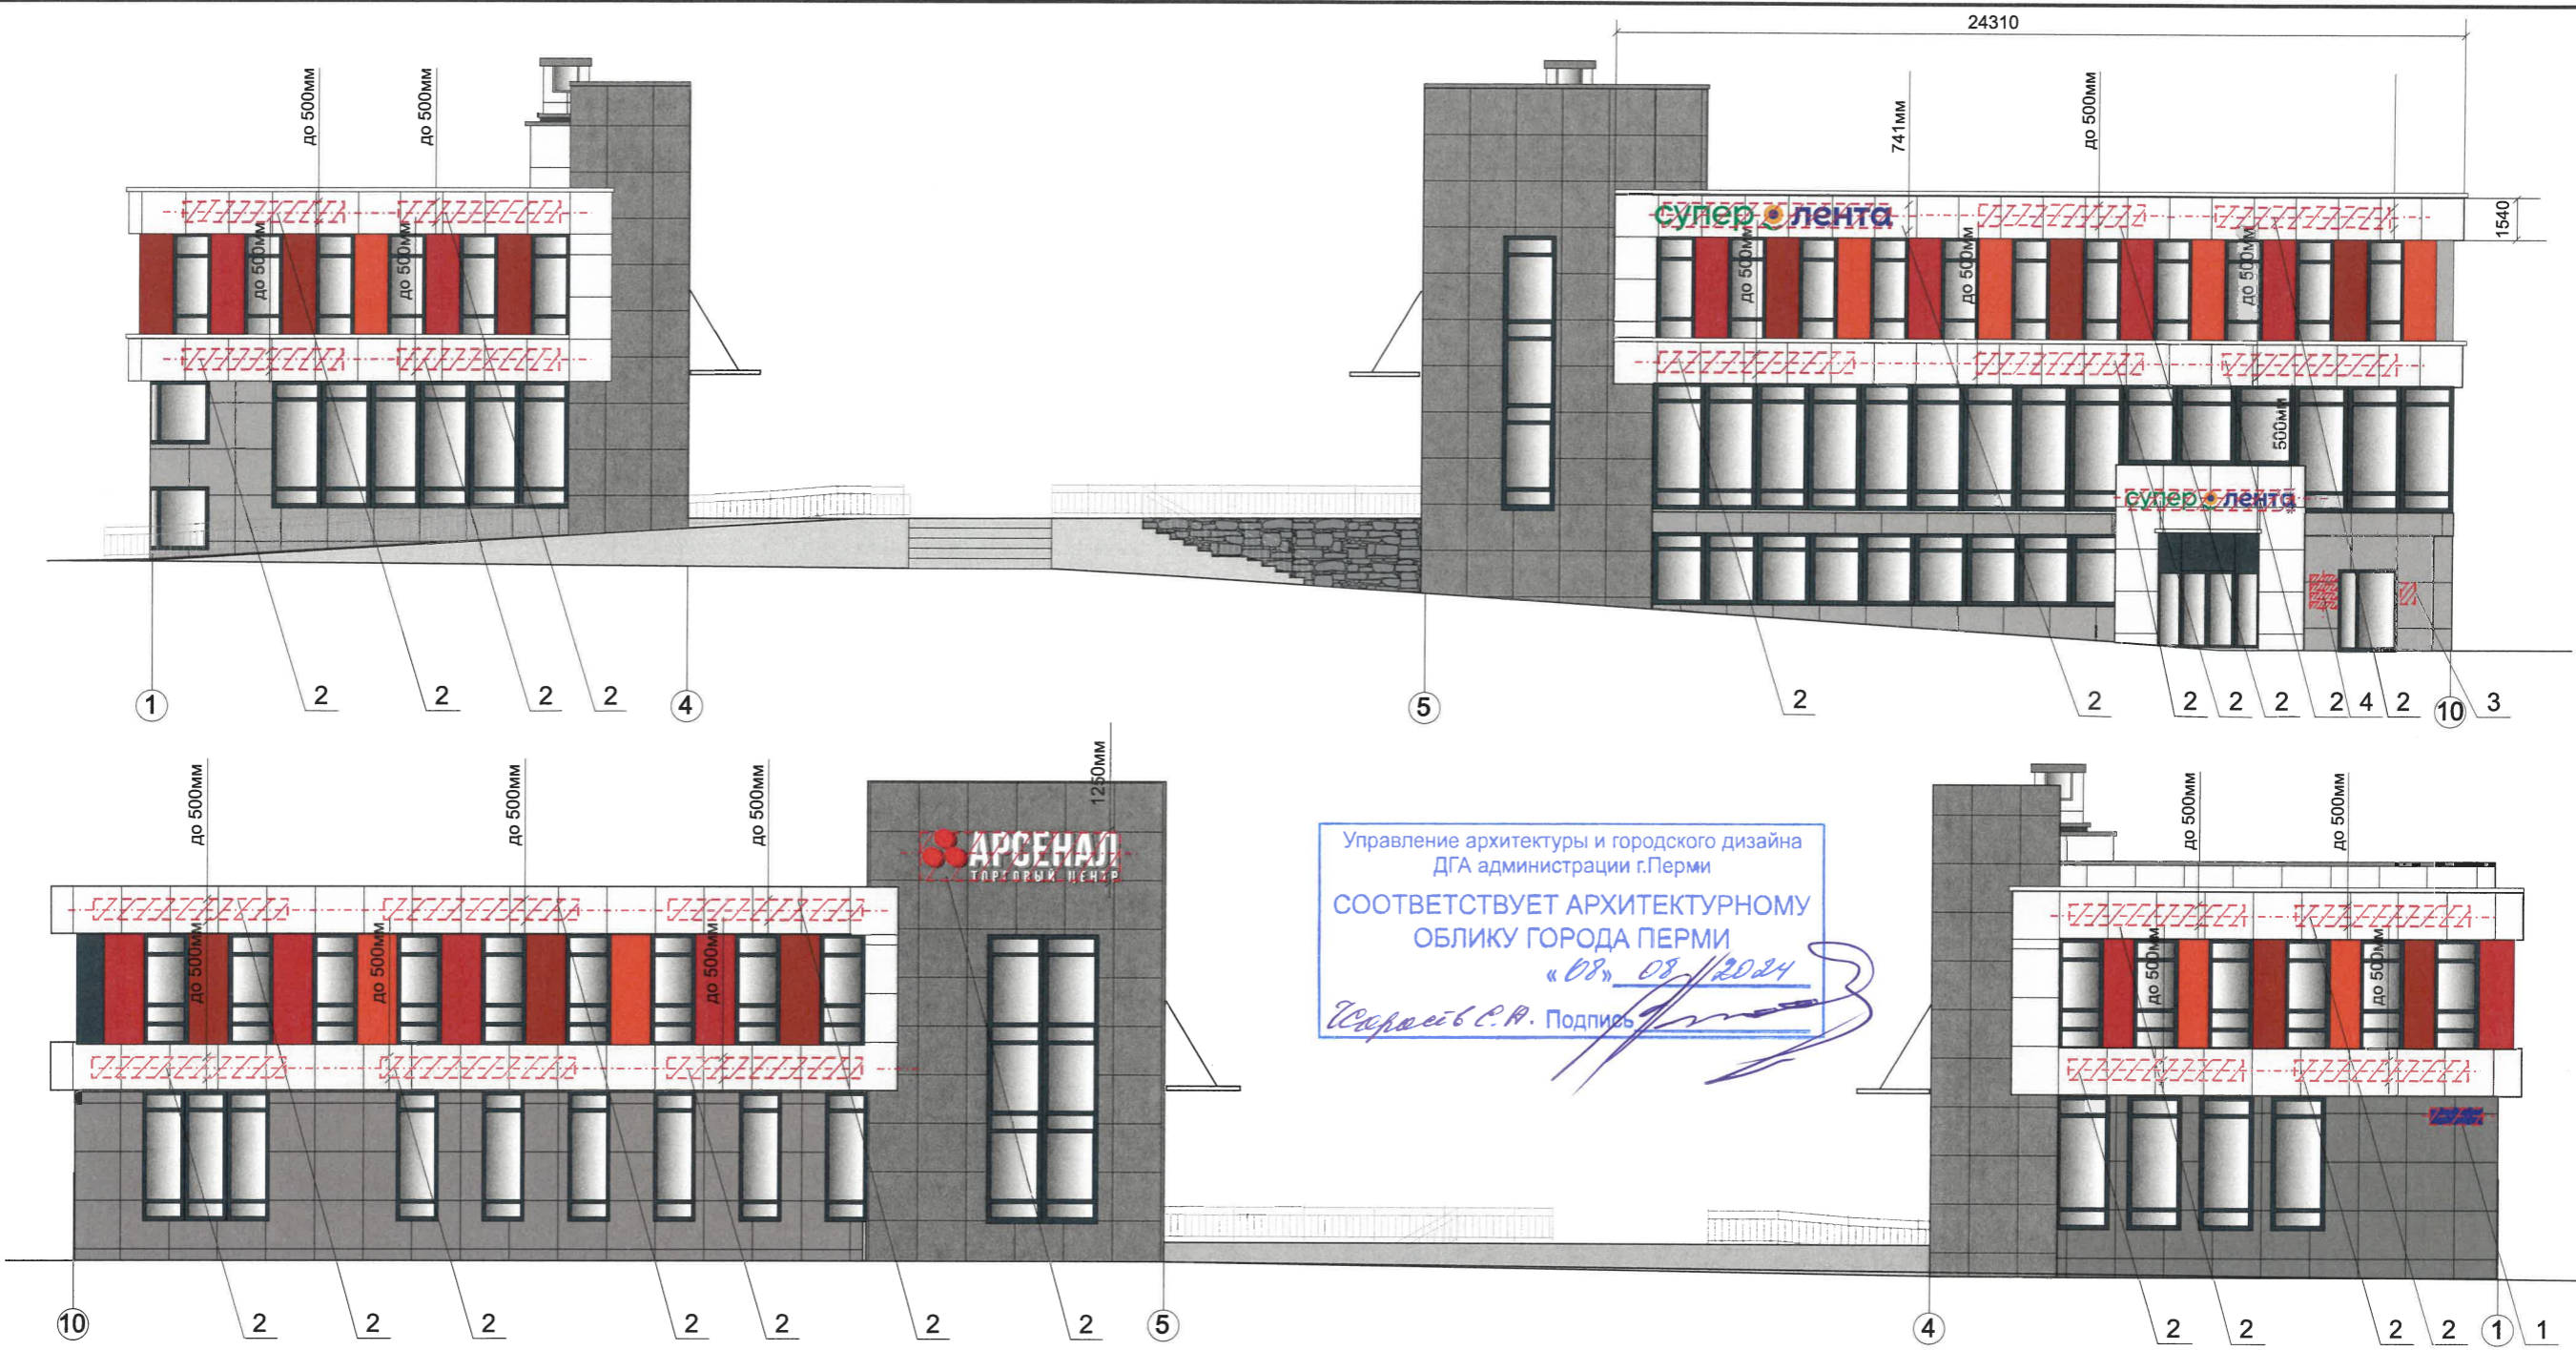 24310
до 500мм
до 500мм
741мм
до 500мм
1540
супер лента
до 500мм
до 500мм
до 500мм
до 500мм
до 500мм
500мм
супер лента
1
2
2
2
2
4
5
2
2
2
2
2
2
4
2
10
3
до 500мм
до 500мм
до 500мм
1250мм
АРСЕНАЛ
ТОРГОВЫЙ ЦЕНТР
до 500мм
до 500мм
до 500мм
Управление архитектуры и городского дизайна
ДГА администрации г.Перми
СООТВЕТСТВУЕТ АРХИТЕКТУРНОМУ
ОБЛИКУ ГОРОДА ПЕРМИ
«08» 08 2024
С.А. Подпись
до 500мм
до 500мм
до 500мм
до 500мм
10
2
2
2
2
2
2
2
5
4
2
2
2
2
1
1